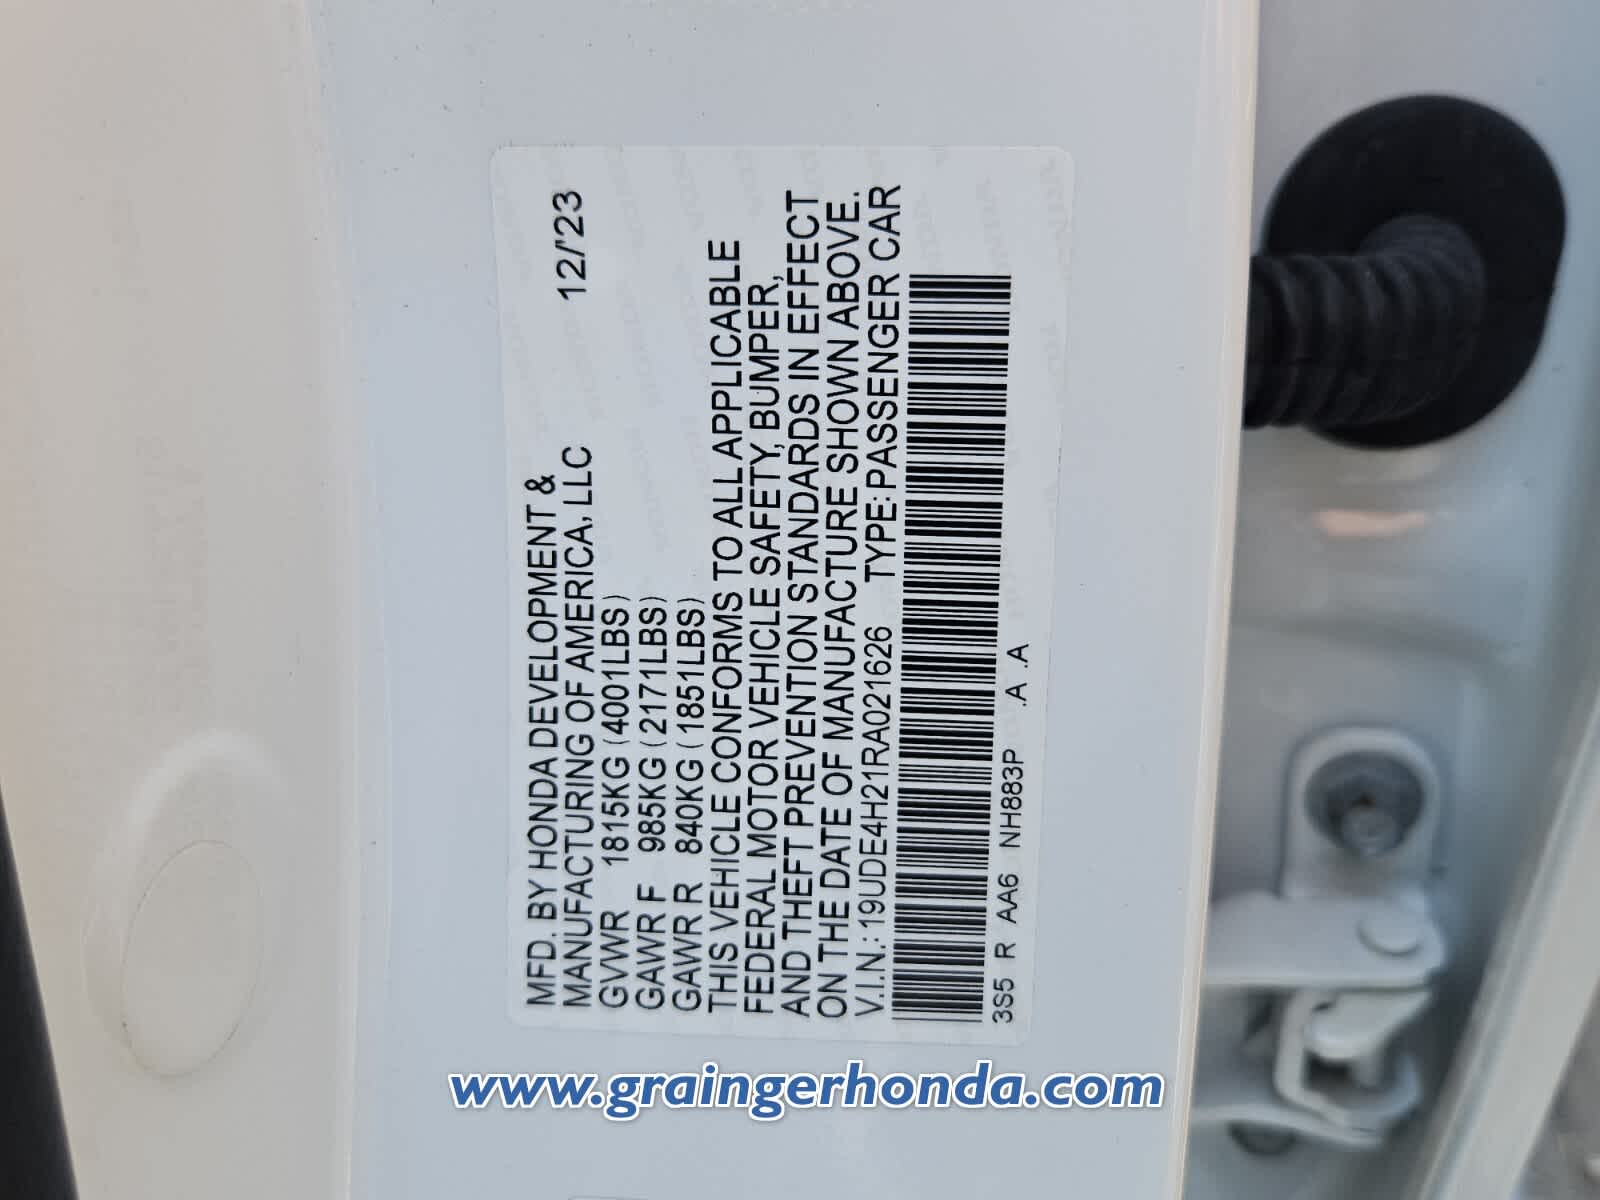 MFD. BY HONDA DEVELOPMENT &
MANUFACTURING OF AMERICA, LLC 12/'23
GVWR 1815KG (4001LBS)
GAWR F 985KG (2171LBS)
GAWR R 840KG (1851LBS)
THIS VEHICLE CONFORMS TO ALL APPLICABLE
FEDERAL MOTOR VEHICLE SAFETY, BUMPER,
AND THEFT PREVENTION STANDARDS IN EFFECT
ON THE DATE OF MANUFACTURE SHOWN ABOVE.
V.I.N.: 19UDE4H21RA021626 TYPE: PASSENGER CAR
3S5 R AA6 NH883P .A .A
www.graingerhonda.com